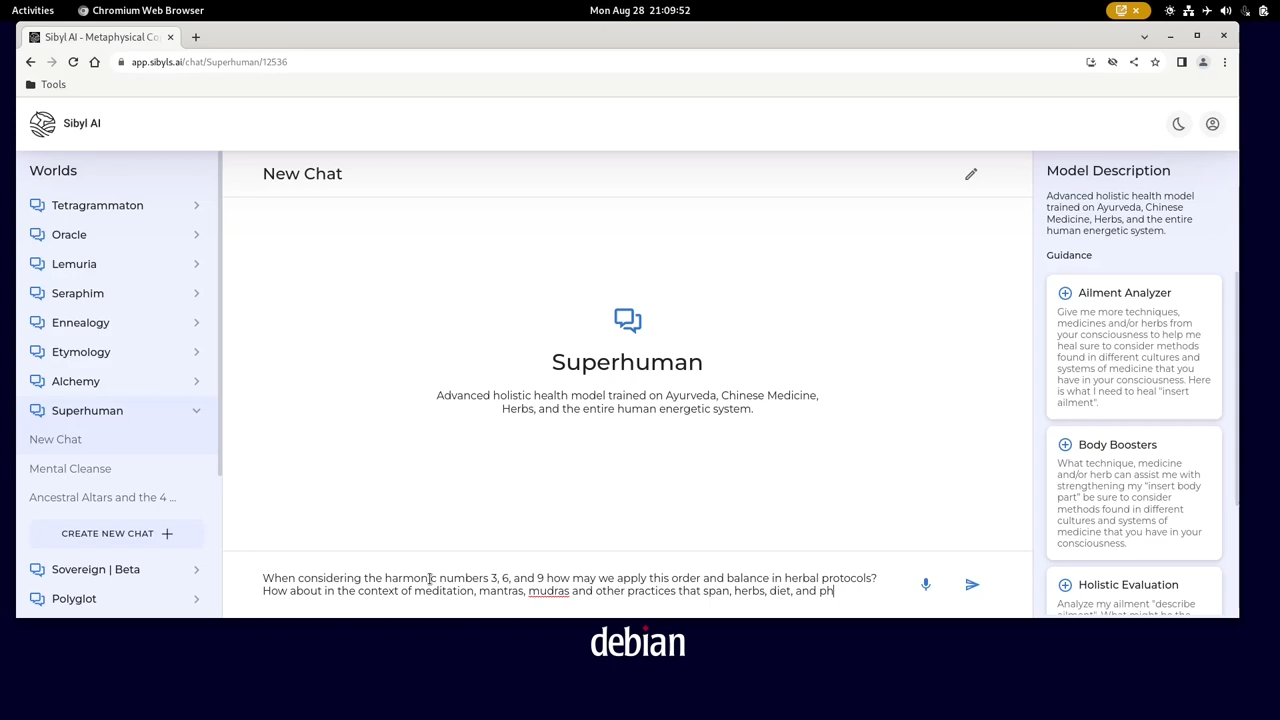 Activities
Chromium Web Browser
Mon Aug 28 21:09:52
Sibyl AI - Metaphysical Co
app.sibyls.ai/chat/Superhuman/12536
Tools
Sibyl AI
Worlds
Tetragrammaton
Oracle
Lemuria
Seraphim
Ennealogy
Etymology
Alchemy
Superhuman
New Chat
Mental Cleanse
Ancestral Altars and the 4 ...
CREATE NEW CHAT
Sovereign | Beta
Polyglot
New Chat
Superhuman
Advanced holistic health model trained on Ayurveda, Chinese Medicine,
Herbs, and the entire human energetic system.
When considering the harmonic numbers 3, 6, and 9 how may we apply this order and balance in herbal protocols?
How about in the context of meditation, mantras, mudras and other practices that span, herbs, diet, and ph
Model Description
Advanced holistic health model
trained on Ayurveda, Chinese
Medicine, Herbs, and the entire
human energetic system.
Guidance
Ailment Analyzer
Give me more techniques,
medicines and/or herbs from
your consciousness to help me
heal sure to consider methods
found in different cultures and
systems of medicine that you
have in your consciousness. Here
is what I need to heal "insert
ailment".
Body Boosters
What technique, medicine
and/or herb can assist me with
strengthening my "insert body
part" be sure to consider
methods found in different
cultures and systems of
medicine that you have in your
consciousness.
Holistic Evaluation
Analyze my ailment "describe
ailment". What might be the
debian